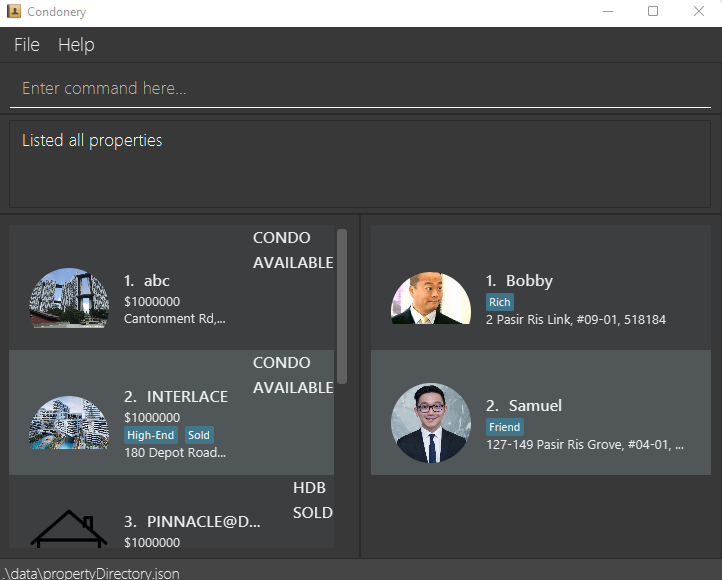 Condonery
File Help
Enter command here...
Listed all properties
CONDO
AVAILABLE
1. abc
$1000000
Cantonment Rd,...
CONDO
AVAILABLE
2. INTERLACE
$1000000
High-End Sold
180 Depot Road...
HDB
SOLD
3. PINNACLE@D...
$1000000
1. Bobby
Rich
2 Pasir Ris Link, #09-01, 518184
2. Samuel
Friend
127-149 Pasir Ris Grove, #04-01, ...
.\data\propertyDirectory.json